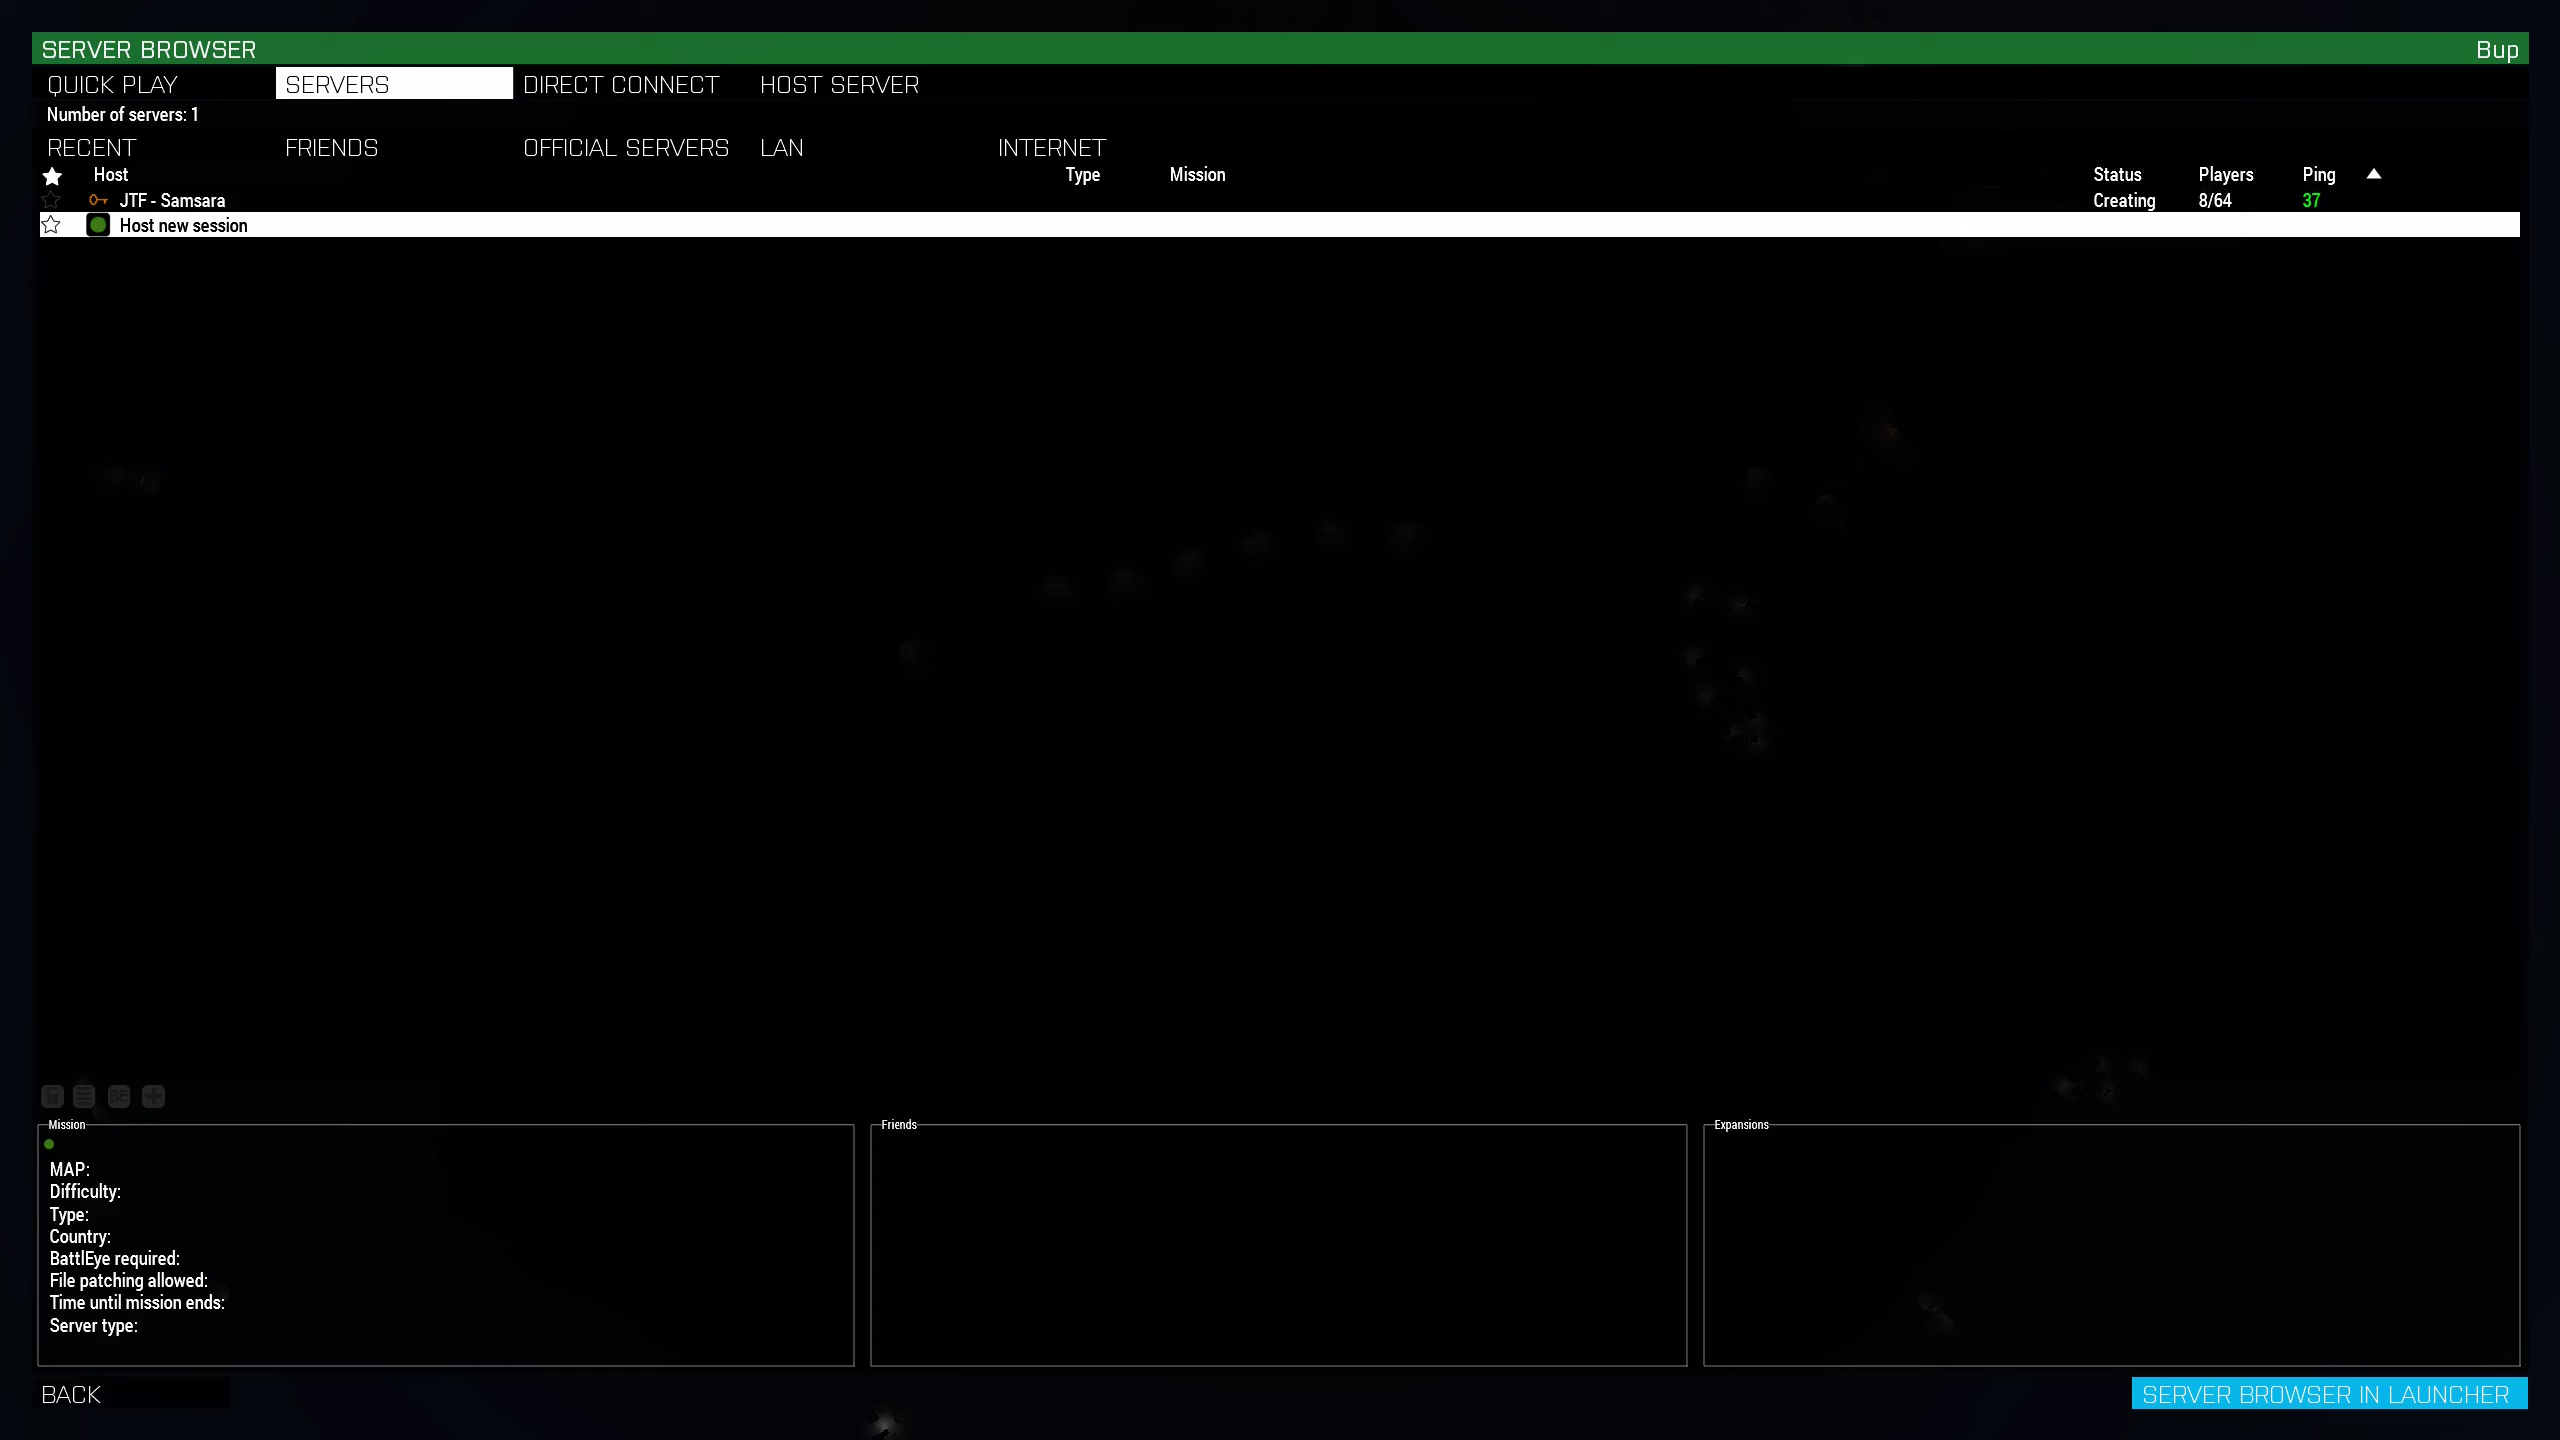 SERVER BROWSER Bup
QUICK PLAY SERVERS DIRECT CONNECT HOST SERVER
Number of servers: 1
RECENT FRIENDS OFFICIAL SERVERS LAN INTERNET
Host Type Mission Status Players Ping
JTF - Samsara Creating 8/64 37
Host new session
BE
Mission
MAP:
Difficulty:
Type:
Country:
BattlEye required:
File patching allowed:
Time until mission ends:
Server type:
Friends
Expansions
BACK SERVER BROWSER IN LAUNCHER